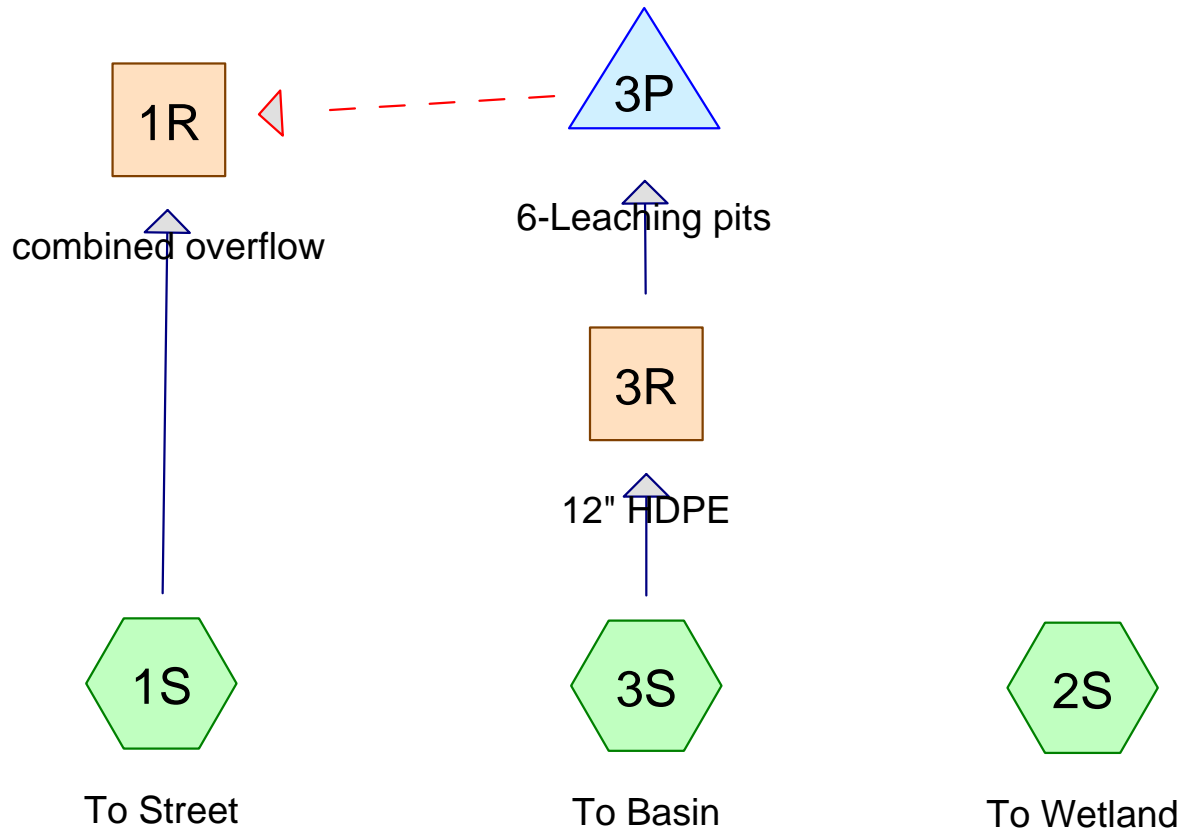 3P
1R
6-Leaching pits
combined overflow
3R
12" HDPE
1S
3S
2S
To Street
To Basin
To Wetland